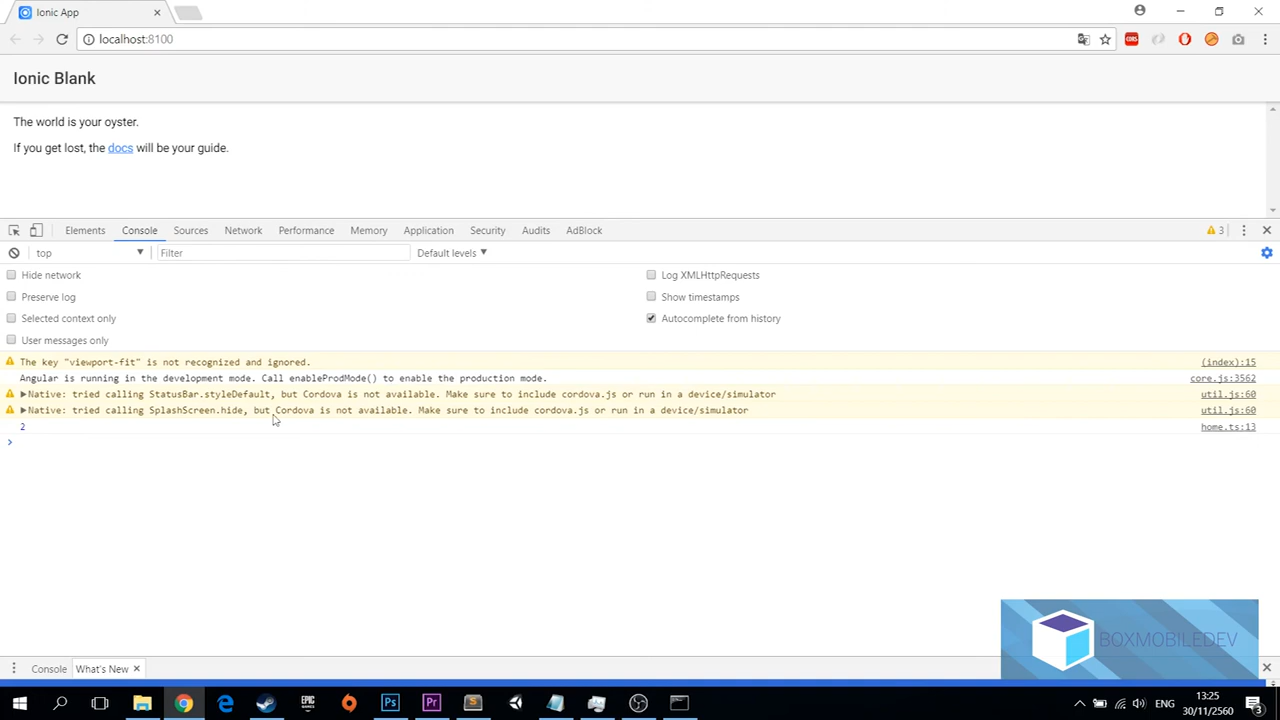 Ionic App
localhost:8100
CORS
Ionic Blank
The world is your oyster.
If you get lost, the docs will be your guide.
Elements Console Sources Network Performance Memory Application Security Audits AdBlock 3
top Filter Default levels
Hide network Log XMLHttpRequests
Preserve log Show timestamps
Selected context only Autocomplete from history
User messages only
The key "viewport-fit" is not recognized and ignored. (index):15
Angular is running in the development mode. Call enableProdMode() to enable the production mode. core.js:3562
Native: tried calling StatusBar.styleDefault, but Cordova is not available. Make sure to include cordova.js or run in a device/simulator util.js:60
Native: tried calling SplashScreen.hide, but Cordova is not available. Make sure to include cordova.js or run in a device/simulator util.js:60
2 home.ts:13
BOXMOBILEDEV
Console What's New
EPIC GAMES Ps Pr S ENG 13:25
30/11/2560 3